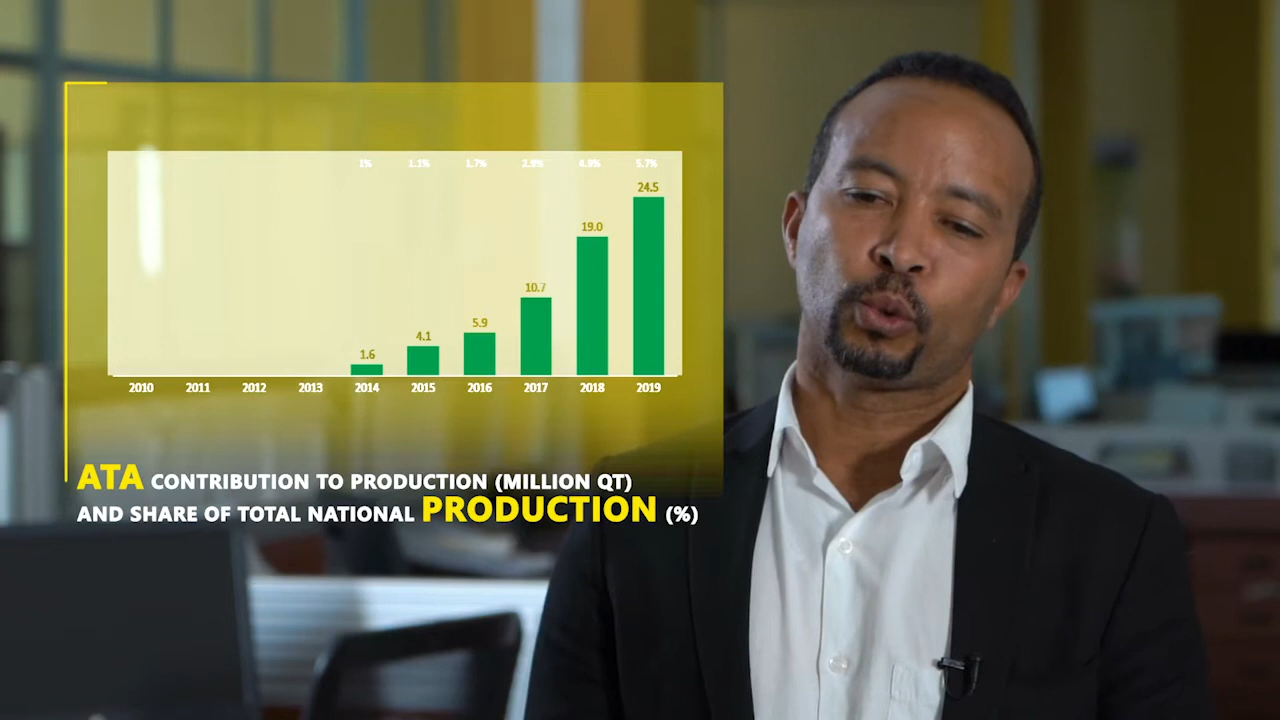 1% 1.1% 1.7% 2.9% 4.9% 5.7%
24.5
19.0
10.7
5.9
4.1
1.6
2010 2011 2012 2013 2014 2015 2016 2017 2018 2019
ATA CONTRIBUTION TO PRODUCTION (MILLION QT)
AND SHARE OF TOTAL NATIONAL PRODUCTION (%)